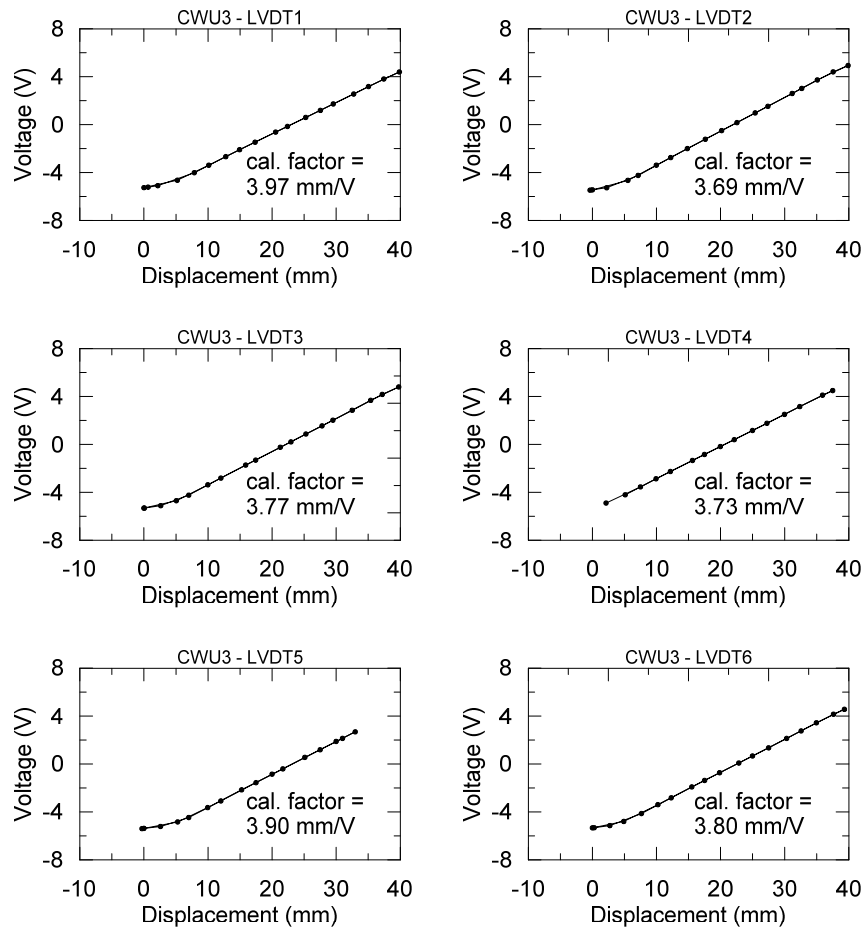 CWU3 - LVDT1
8
4
0
-4
-8
Voltage (V)
cal. factor =
3.97 mm/V
-10 0 10 20 30 40
Displacement (mm)
CWU3 - LVDT2
8
4
0
-4
-8
Voltage (V)
cal. factor =
3.69 mm/V
-10 0 10 20 30 40
Displacement (mm)
CWU3 - LVDT3
8
4
0
-4
-8
Voltage (V)
cal. factor =
3.77 mm/V
-10 0 10 20 30 40
Displacement (mm)
CWU3 - LVDT4
8
4
0
-4
-8
Voltage (V)
cal. factor =
3.73 mm/V
-10 0 10 20 30 40
Displacement (mm)
CWU3 - LVDT5
8
4
0
-4
-8
Voltage (V)
cal. factor =
3.90 mm/V
-10 0 10 20 30 40
Displacement (mm)
CWU3 - LVDT6
8
4
0
-4
-8
Voltage (V)
cal. factor =
3.80 mm/V
-10 0 10 20 30 40
Displacement (mm)